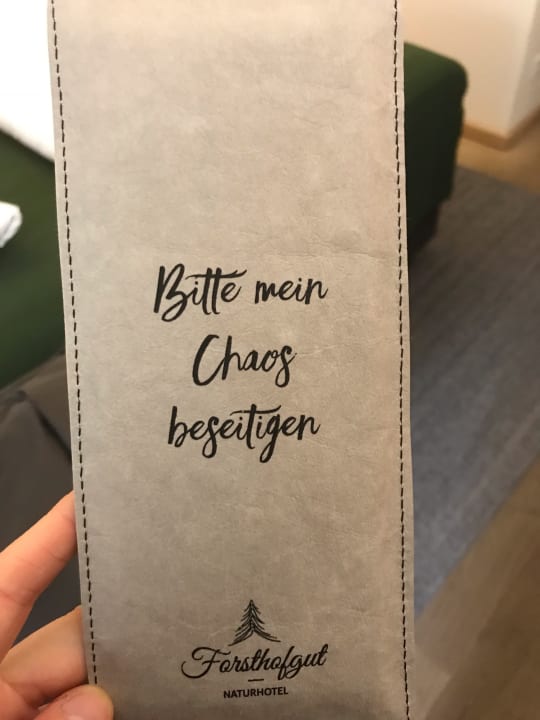 Bitte mein
Chaos
beseitigen
Forsthofgut
NATURHOTEL